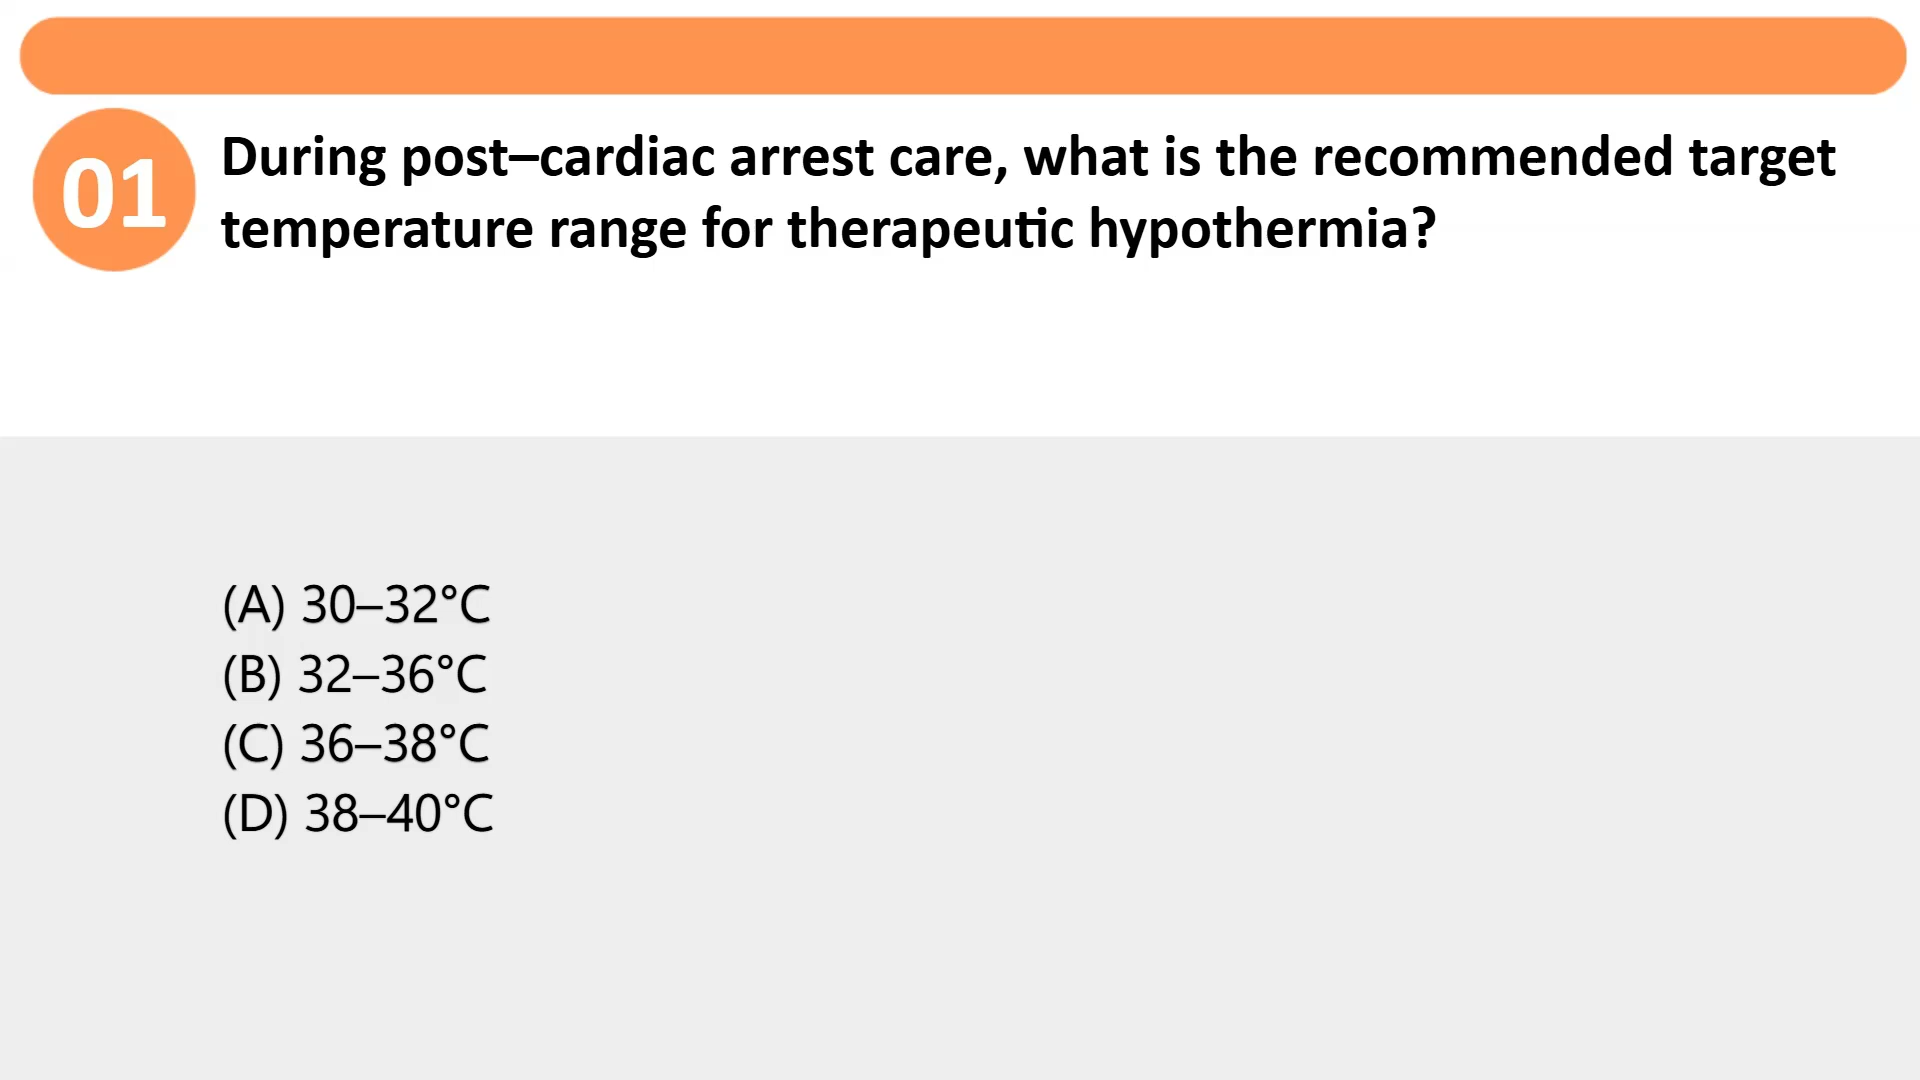 01
During post–cardiac arrest care, what is the recommended target
temperature range for therapeutic hypothermia?
(A) 30–32°C
(B) 32–36°C
(C) 36–38°C
(D) 38–40°C